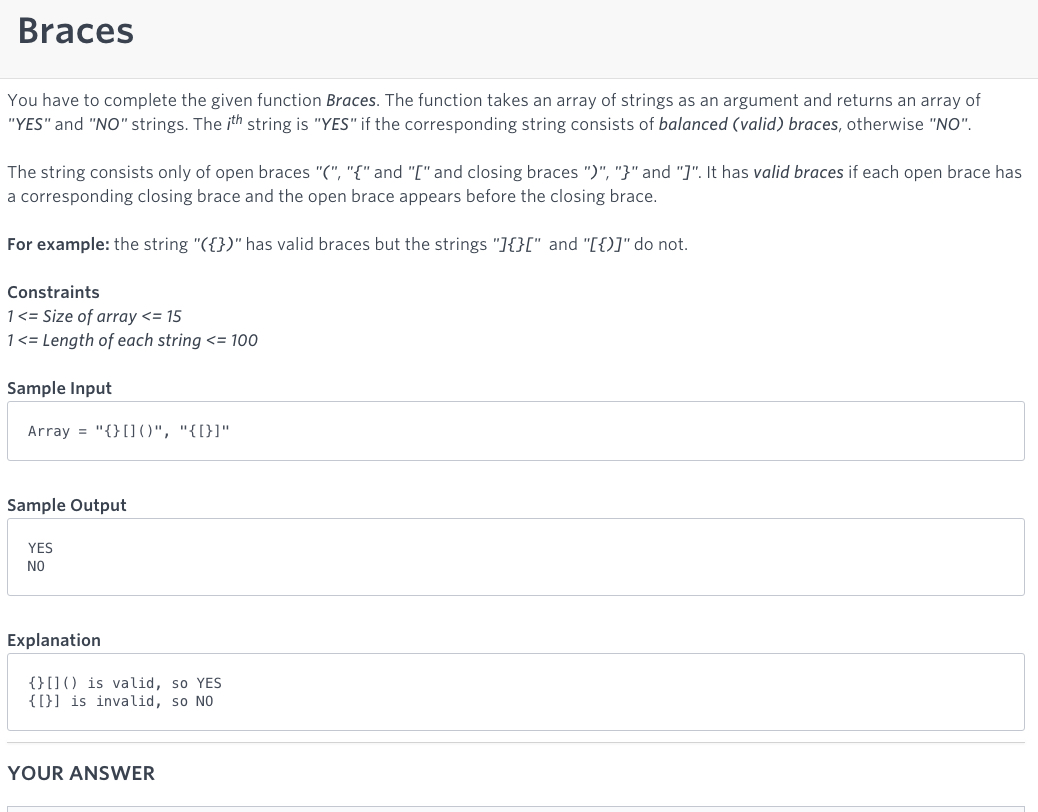 Braces
You have to complete the given function Braces. The function takes an array of strings as an argument and returns an array of
"YES" and "NO" strings. The ith string is "YES" if the corresponding string consists of balanced (valid) braces, otherwise "NO".
The string consists only of open braces "(", "{" and "[" and closing braces ")", "}" and "]". It has valid braces if each open brace has
a corresponding closing brace and the open brace appears before the closing brace.
For example: the string "({})" has valid braces but the strings "]{}[" and "[{)]" do not.
Constraints
1 <= Size of array <= 15
1 <= Length of each string <= 100
Sample Input
Array = "{}[]()", "{[}]"
Sample Output
YES
NO
Explanation
{}[]() is valid, so YES
{[}] is invalid, so NO
YOUR ANSWER